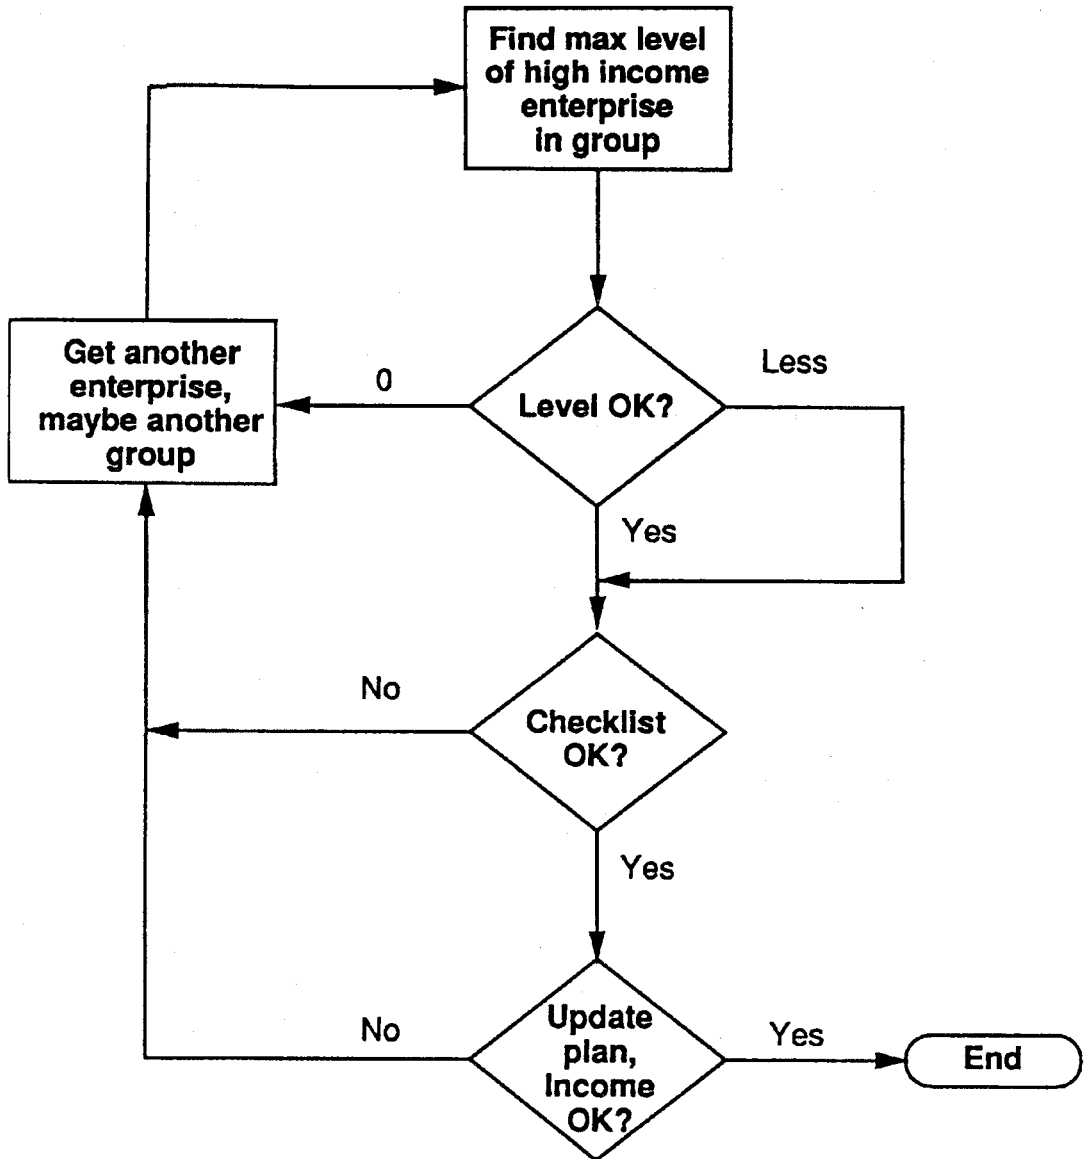 Find max level
of high income
enterprise
in group
Get another
enterprise,
maybe another
group
0
Level OK?
Less
Yes
No
Checklist
OK?
Yes
No
Update
plan,
Income
OK?
Yes
End